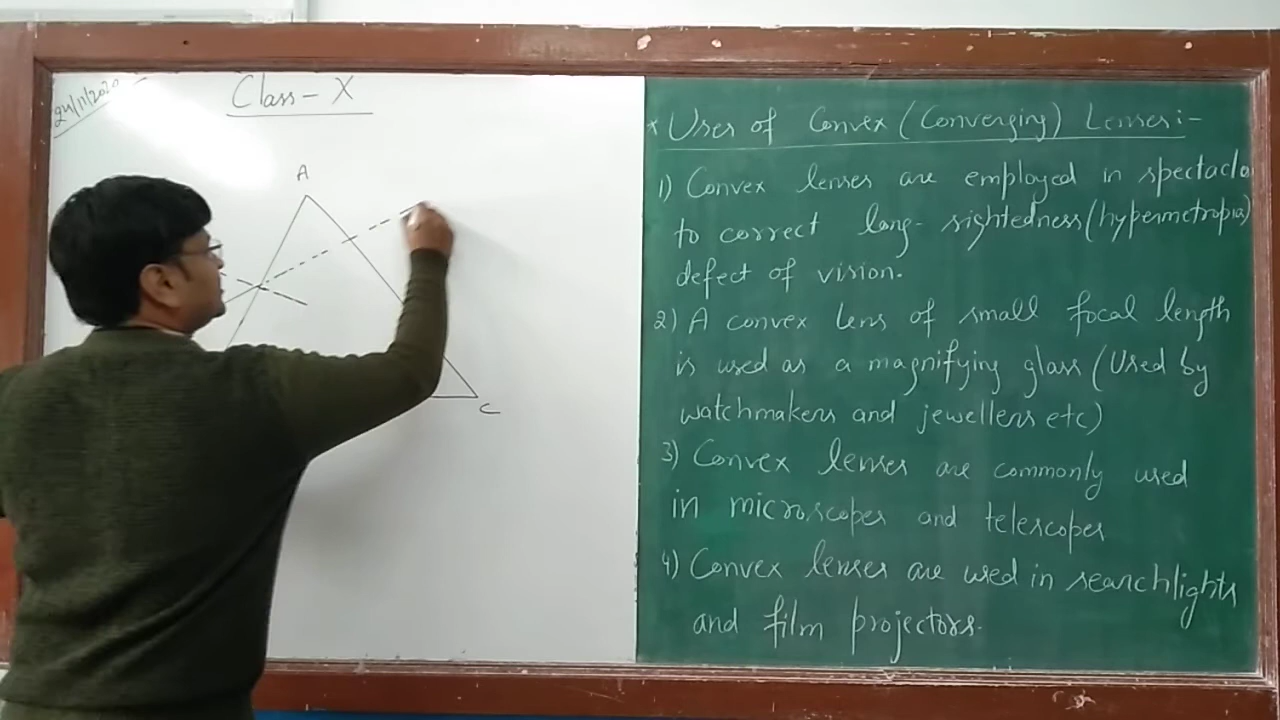 24/11/2020
Class - X
A
C
* Uses of Convex (Converging) Lenses:-
1) Convex lenses are employed in spectacle
to correct long-sightedness (hypermetropia)
defect of vision.
2) A convex lens of small focal length
is used as a magnifying glass (Used by
watchmakers and jewellers etc)
3) Convex lenses are commonly used
in microscopes and telescopes
4) Convex lenses are used in searchlights
and film projectors.